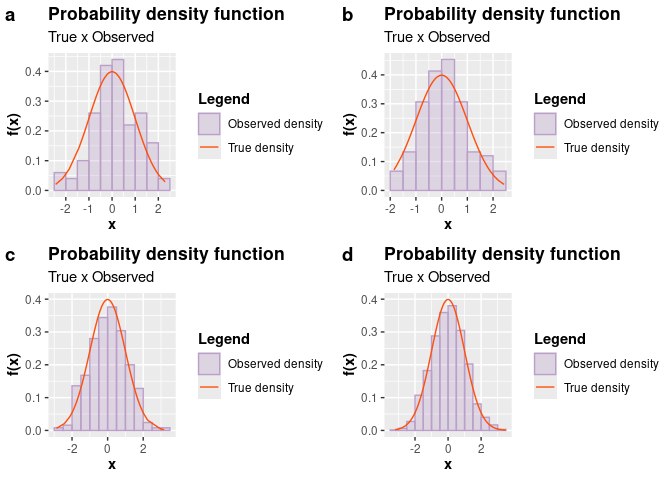 a
Probability density function
True x Observed
f(x)
0.4
0.3
0.2
0.1
0.0
-2 -1 0 1 2
x
Legend
Observed density
True density
b
Probability density function
True x Observed
f(x)
0.4
0.3
0.2
0.1
0.0
-2 -1 0 1 2
x
Legend
Observed density
True density
c
Probability density function
True x Observed
f(x)
0.4
0.3
0.2
0.1
0.0
-2 0 2
x
Legend
Observed density
True density
d
Probability density function
True x Observed
f(x)
0.4
0.3
0.2
0.1
0.0
-2 0 2
x
Legend
Observed density
True density